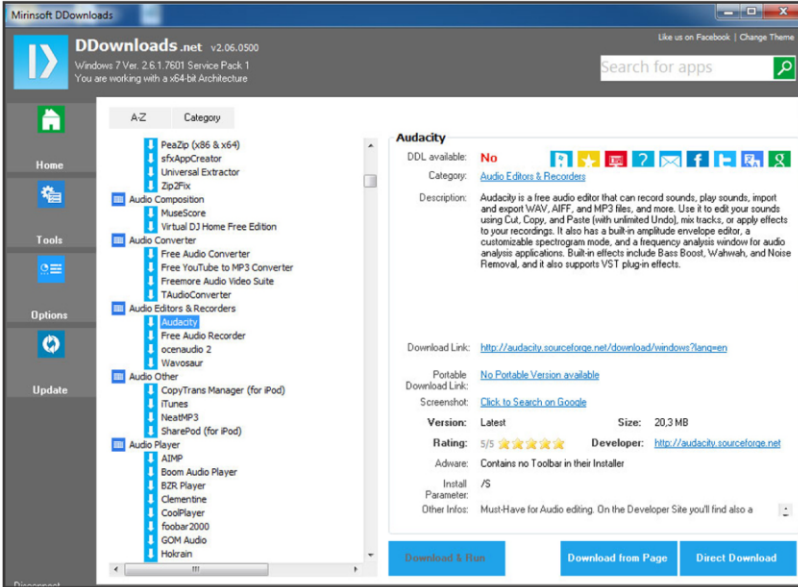 Mirinsoft DDownloads
DDownloads.net v2.06.0500
Windows 7 Ver. 2.6.1.7601 Service Pack 1
You are working with a x64-bit Architecture
Like us on Facebook | Change Theme
Search for apps
Home
Tools
Options
Update
Disconnect
A-Z Category
PeaZip (x86 & x64)
sfxAppCreator
Universal Extractor
Zip2Fix
Audio Composition
MuseScore
Virtual DJ Home Free Edition
Audio Converter
Free Audio Converter
Free YouTube to MP3 Converter
Freemore Audio Video Suite
TAudioConverter
Audio Editors & Recorders
Audacity
Free Audio Recorder
ocenaudio 2
Wavosaur
Audio Other
CopyTrans Manager (for iPod)
iTunes
NeatMP3
SharePod (for iPod)
Audio Player
AIMP
Boom Audio Player
BZR Player
Clementine
CoolPlayer
foobar2000
GOM Audio
Hokrain
Audacity
DDL available: No
Category: Audio Editors & Recorders
Description: Audacity is a free audio editor that can record sounds, play sounds, import
and export WAV, AIFF, and MP3 files, and more. Use it to edit your sounds
using Cut, Copy, and Paste (with unlimited Undo), mix tracks, or apply effects
to your recordings. It also has a built-in amplitude envelope editor, a
customizable spectrogram mode, and a frequency analysis window for audio
analysis applications. Built-in effects include Bass Boost, Wahwah, and Noise
Removal, and it also supports VST plug-in effects.
Download Link: http://audacity.sourceforge.net/download/windows?lang=en
Portable
Download Link: No Portable Version available
Screenshot: Click to Search on Google
Version: Latest Size: 20,3 MB
Rating: 5/5 Developer: http://audacity.sourceforge.net
Adware: Contains no Toolbar in their Installer
Install
Parameter: /S
Other Infos: Must-Have for Audio editing. On the Developer Site you'll find also a
Download & Run Download from Page Direct Download